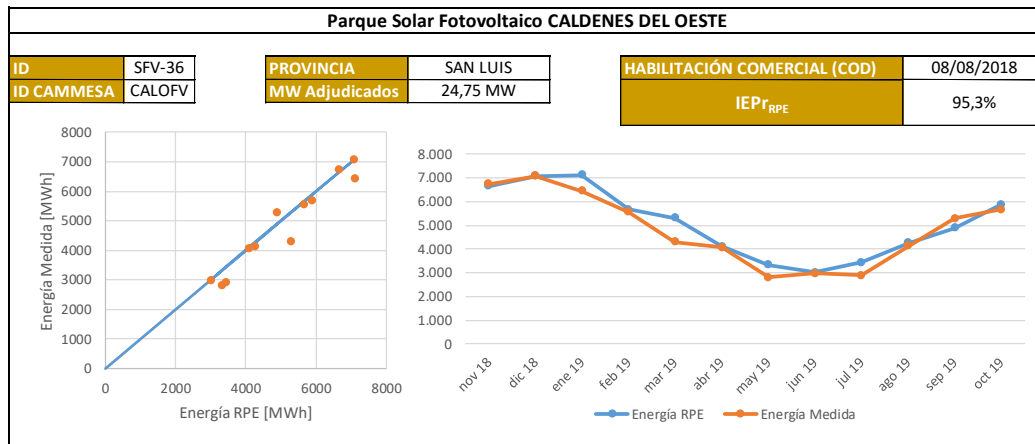 Parque Solar Fotovoltaico CALDENES DEL OESTE
ID SFV-36 PROVINCIA SAN LUIS HABILITACIÓN COMERCIAL (COD) 08/08/2018
ID CAMMESA CALOFV MW Adjudicados 24,75 MW IEPrRPE 95,3%
Energía Medida [MWh]
8000
7000
6000
5000
4000
3000
2000
1000
0
0 2000 4000 6000 8000
Energía RPE [MWh]
8.000
7.000
6.000
5.000
4.000
3.000
2.000
1.000
0
nov 18 dic 18 ene 19 feb 19 mar 19 abr 19 may 19 jun 19 jul 19 ago 19 sep 19 oct 19
Energía RPE Energía Medida